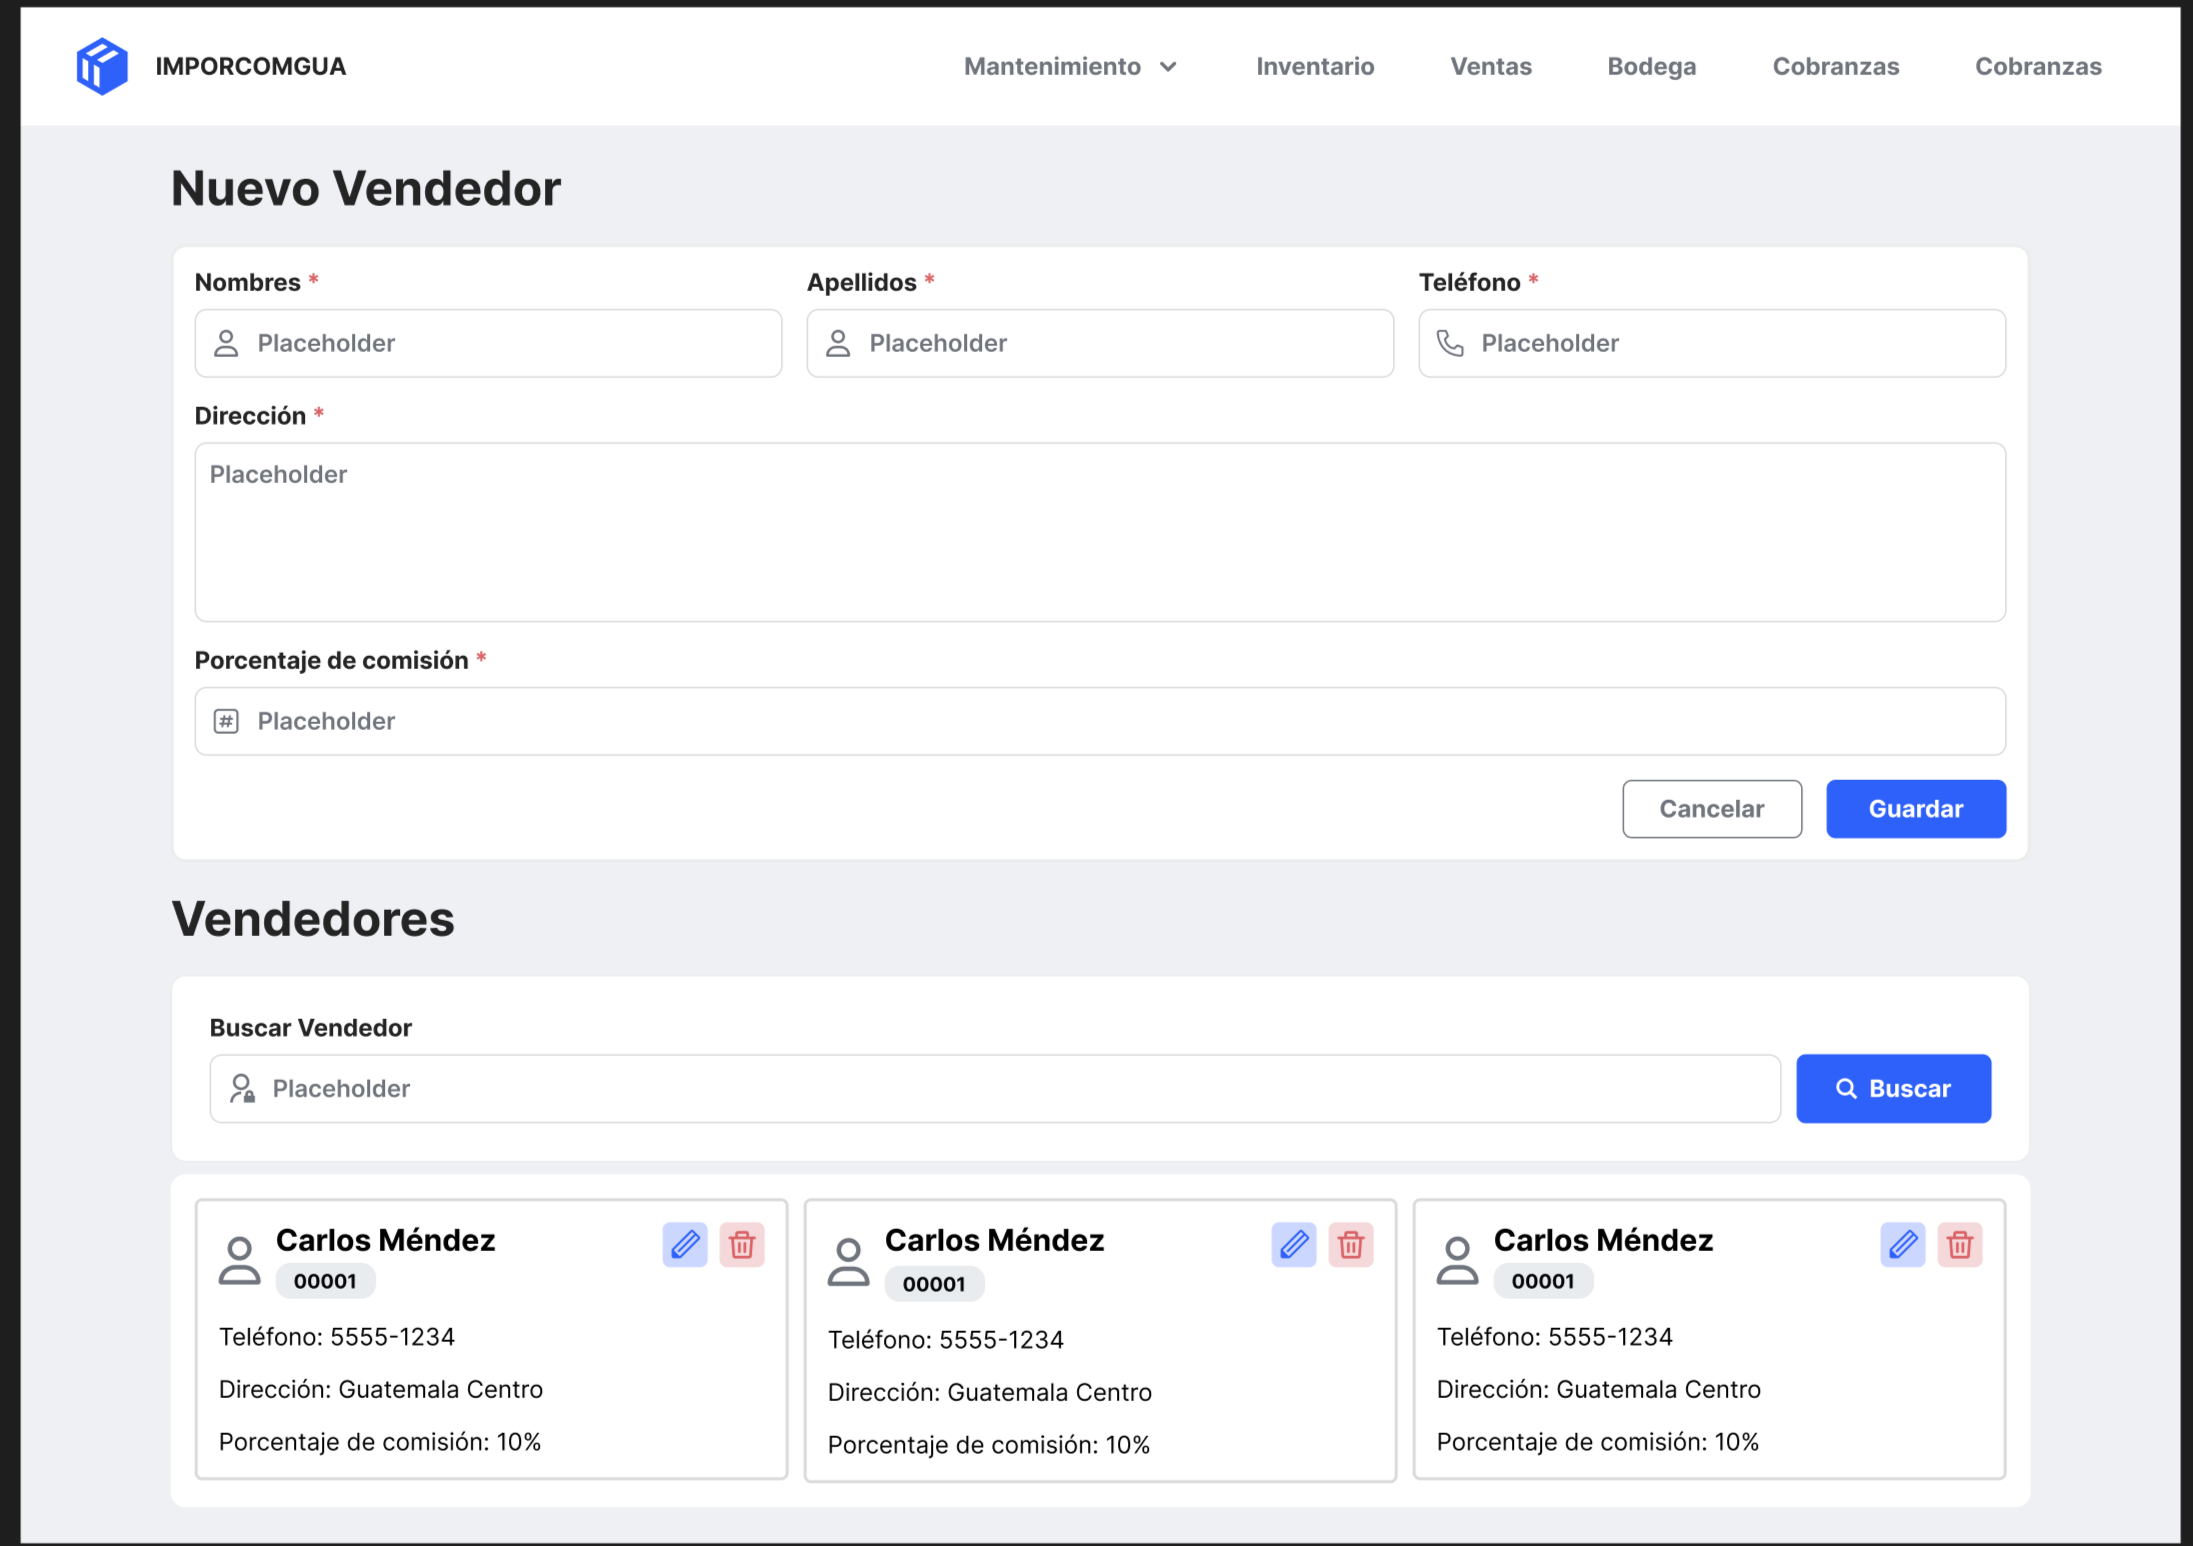 IMPORCOMGUA Mantenimiento Inventario Ventas Bodega Cobranzas Cobranzas
Nuevo Vendedor
Nombres * Apellidos * Teléfono *
Placeholder Placeholder Placeholder
Dirección *
Placeholder
Porcentaje de comisión *
# Placeholder
Cancelar Guardar
Vendedores
Buscar Vendedor
Placeholder Buscar
Carlos Méndez
00001
Teléfono: 5555-1234
Dirección: Guatemala Centro
Porcentaje de comisión: 10%
Carlos Méndez
00001
Teléfono: 5555-1234
Dirección: Guatemala Centro
Porcentaje de comisión: 10%
Carlos Méndez
00001
Teléfono: 5555-1234
Dirección: Guatemala Centro
Porcentaje de comisión: 10%